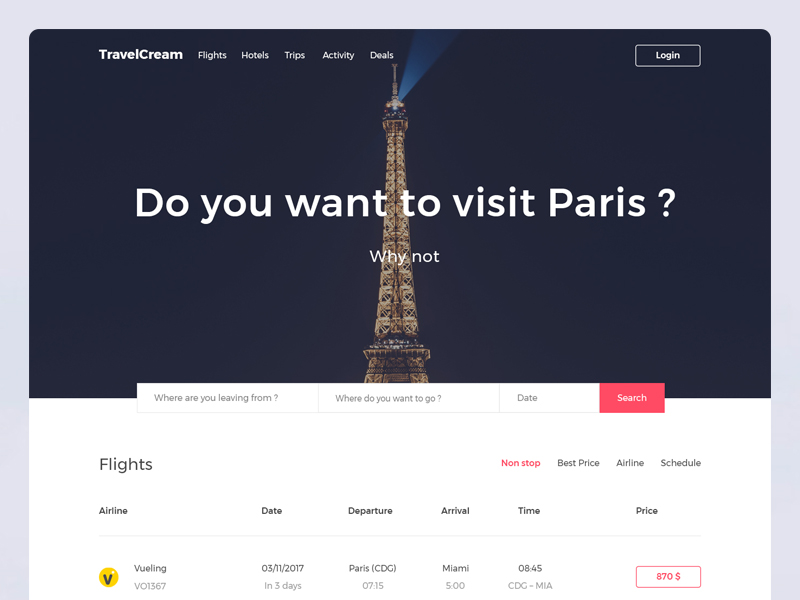 TravelCream Flights Hotels Trips Activity Deals Login
Do you want to visit Paris ?
Why not
Where are you leaving from ? Where do you want to go ? Date Search
Flights Non stop Best Price Airline Schedule
Airline Date Departure Arrival Time Price
Vueling 03/11/2017 Paris (CDG) Miami 08:45 870 $
VO1367 In 3 days 07:15 5:00 CDG – MIA